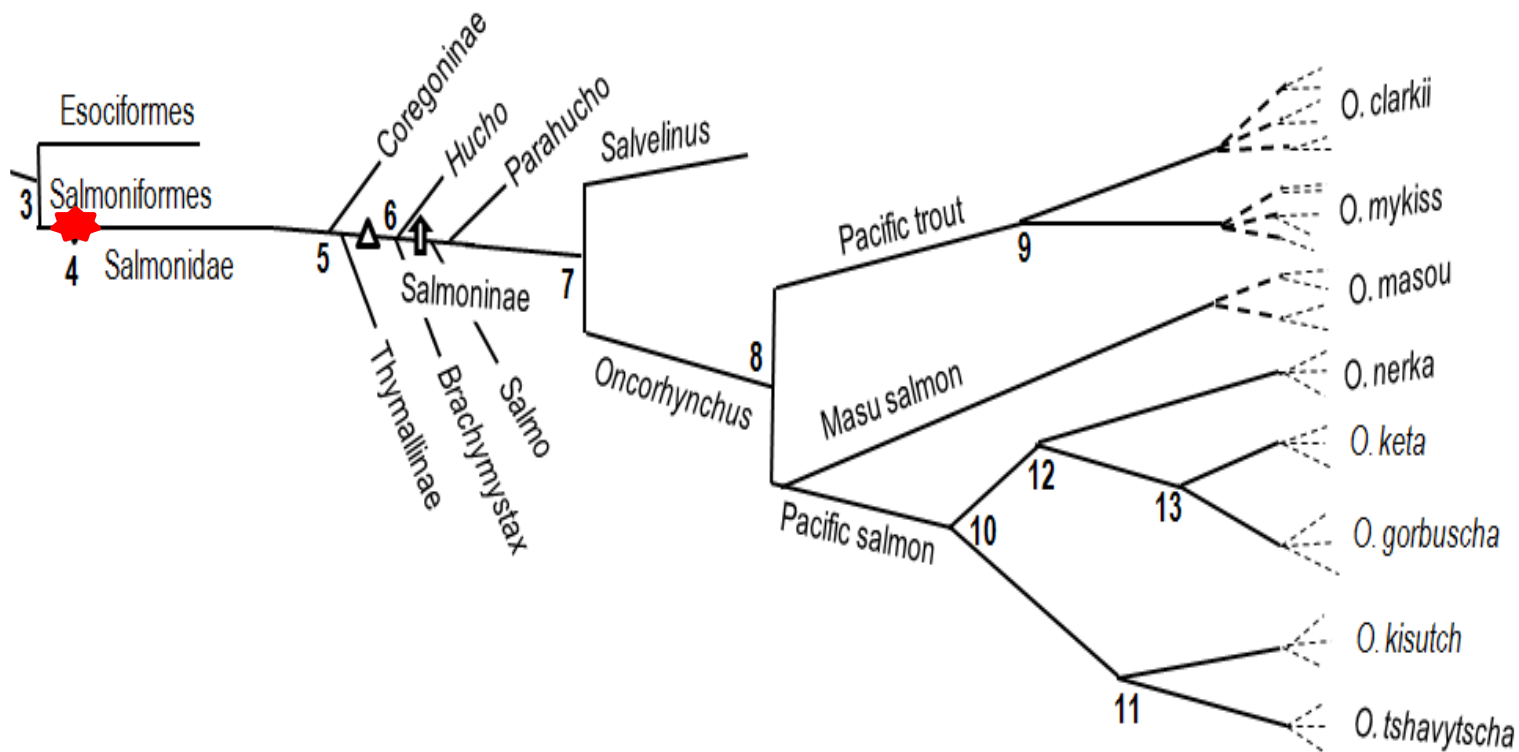 Esociformes
3
Salmoniformes
4
Salmonidae
5
Coregoninae
6
Hucho
Parahucho
Thymallinae
Brachymystax
Salmo
Salmoninae
7
Salvelinus
Oncorhynchus
8
Pacific trout
9
Masu salmon
Pacific salmon
10
11
12
13
O. clarkii
O. mykiss
O. masou
O. nerka
O. keta
O. gorbuscha
O. kisutch
O. tshavytscha